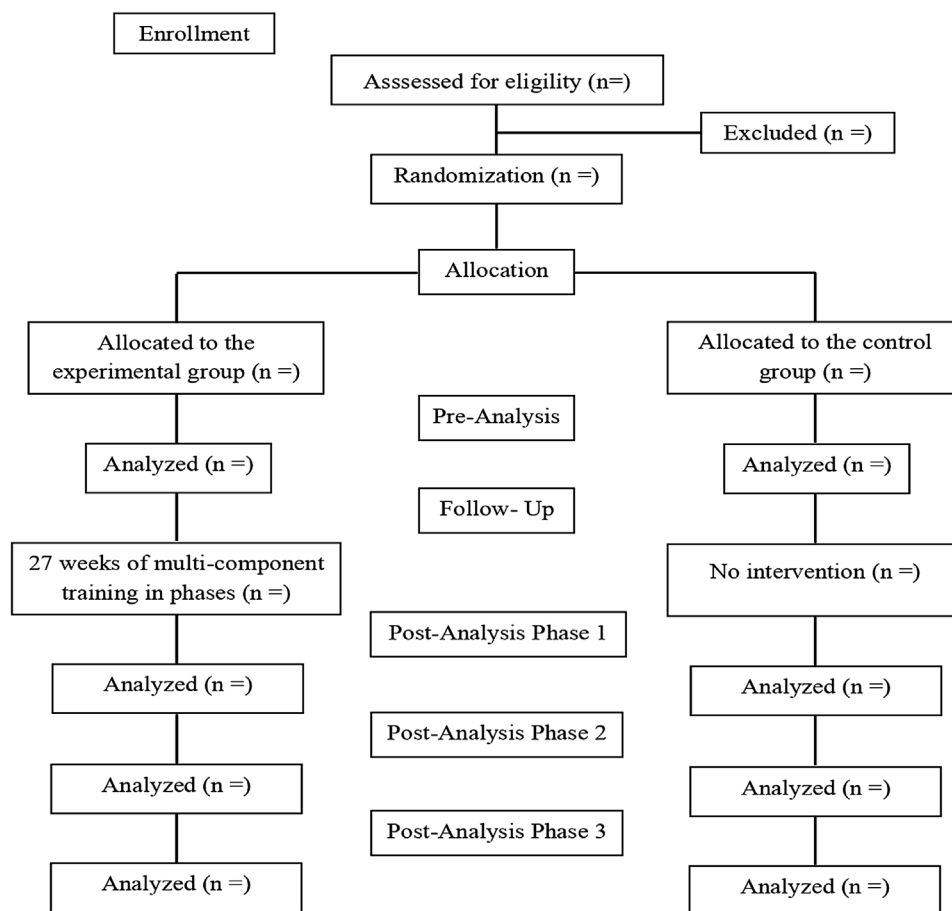 Enrollment
Asssessed for eligility (n=)
Excluded (n =)
Randomization (n =)
Allocation
Allocated to the
experimental group (n =)
Allocated to the control
group (n =)
Pre-Analysis
Analyzed (n =)
Analyzed (n =)
Follow- Up
27 weeks of multi-component
training in phases (n =)
No intervention (n =)
Post-Analysis Phase 1
Analyzed (n =)
Analyzed (n =)
Post-Analysis Phase 2
Analyzed (n =)
Analyzed (n =)
Post-Analysis Phase 3
Analyzed (n =)
Analyzed (n =)